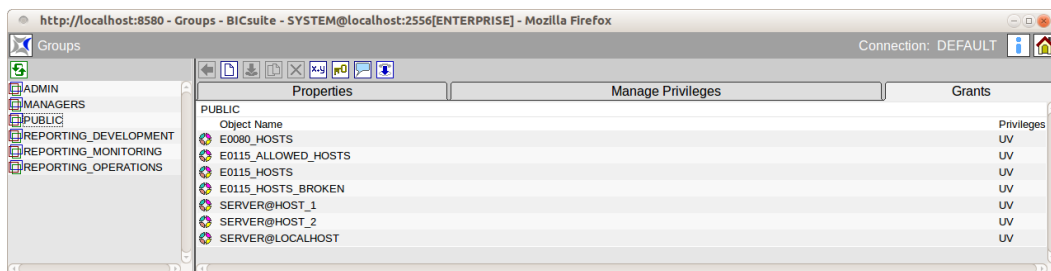 http://localhost:8580 - Groups - BICsuite - SYSTEM@localhost:2556[ENTERPRISE] - Mozilla Firefox
Groups
Connection: DEFAULT
ADMIN
MANAGERS
PUBLIC
REPORTING_DEVELOPMENT
REPORTING_MONITORING
REPORTING_OPERATIONS
x.y
Properties
Manage Privileges
Grants
PUBLIC
Object Name Privileges
E0080_HOSTS UV
E0115_ALLOWED_HOSTS UV
E0115_HOSTS UV
E0115_HOSTS_BROKEN UV
SERVER@HOST_1 UV
SERVER@HOST_2 UV
SERVER@LOCALHOST UV